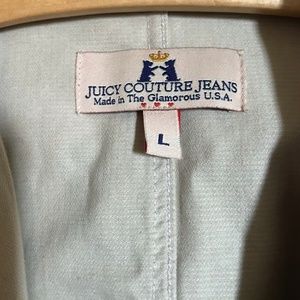 JUICY COUTURE JEANS
Made in The Glamorous U.S.A.
L